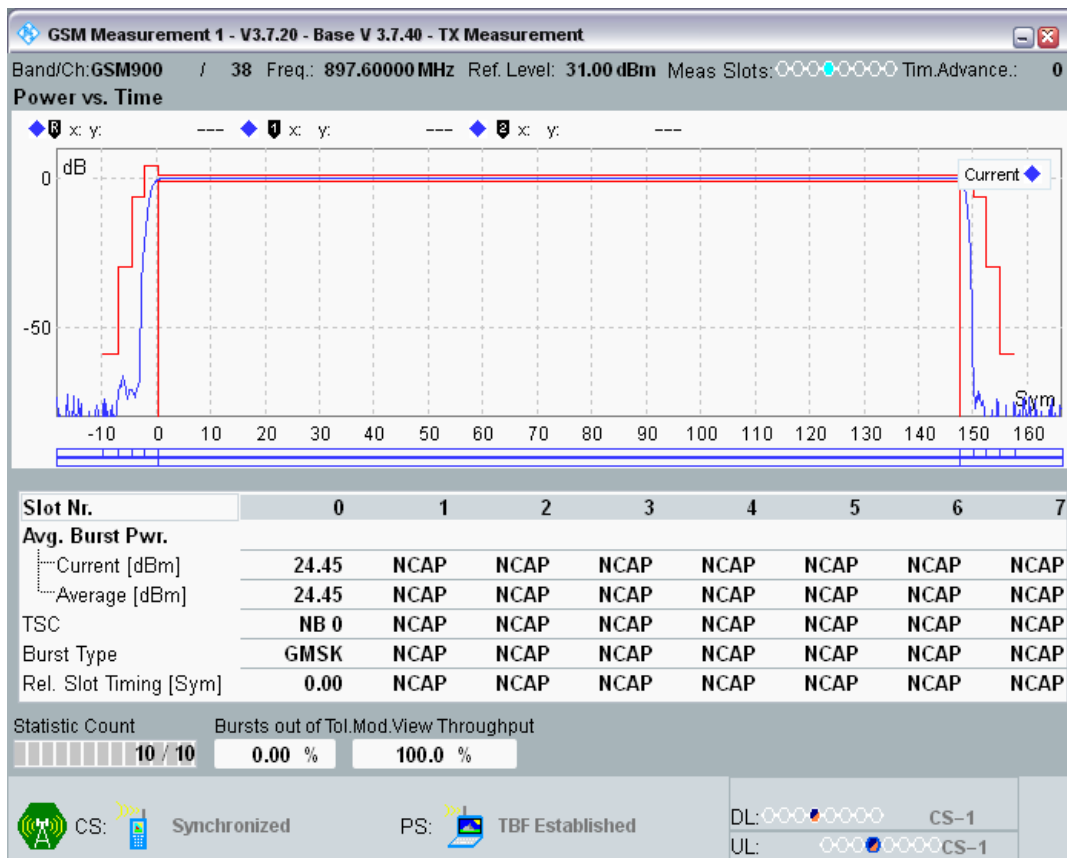 GSM Measurement 1 - V3.7.20 - Base V 3.7.40 - TX Measurement
Band/Ch:GSM900 / 38 Freq.: 897.60000 MHz Ref. Level: 31.00 dBm Meas Slots: Tim.Advance.: 0
Power vs. Time
R x: y: --- 1 x: y: --- 2 x: y: ---
dB
Current
0
-50
Sym
-10 0 10 20 30 40 50 60 70 80 90 100 110 120 130 140 150 160
Slot Nr. 0 1 2 3 4 5 6 7
Avg. Burst Pwr.
Current [dBm] 24.45 NCAP NCAP NCAP NCAP NCAP NCAP NCAP
Average [dBm] 24.45 NCAP NCAP NCAP NCAP NCAP NCAP NCAP
TSC NB 0 NCAP NCAP NCAP NCAP NCAP NCAP NCAP
Burst Type GMSK NCAP NCAP NCAP NCAP NCAP NCAP NCAP
Rel. Slot Timing [Sym] 0.00 NCAP NCAP NCAP NCAP NCAP NCAP NCAP
Statistic Count Bursts out of Tol.Mod.View Throughput
10 / 10 0.00 % 100.0 %
CS: Synchronized PS: TBF Established
DL: CS-1
UL: CS-1